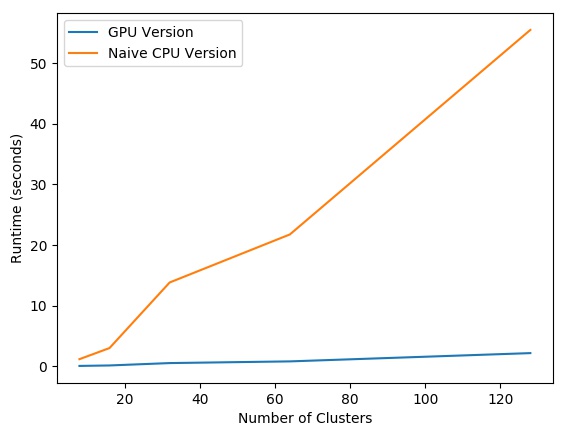 GPU Version
Naive CPU Version
Runtime (seconds)
50
40
30
20
10
0
20 40 60 80 100 120
Number of Clusters